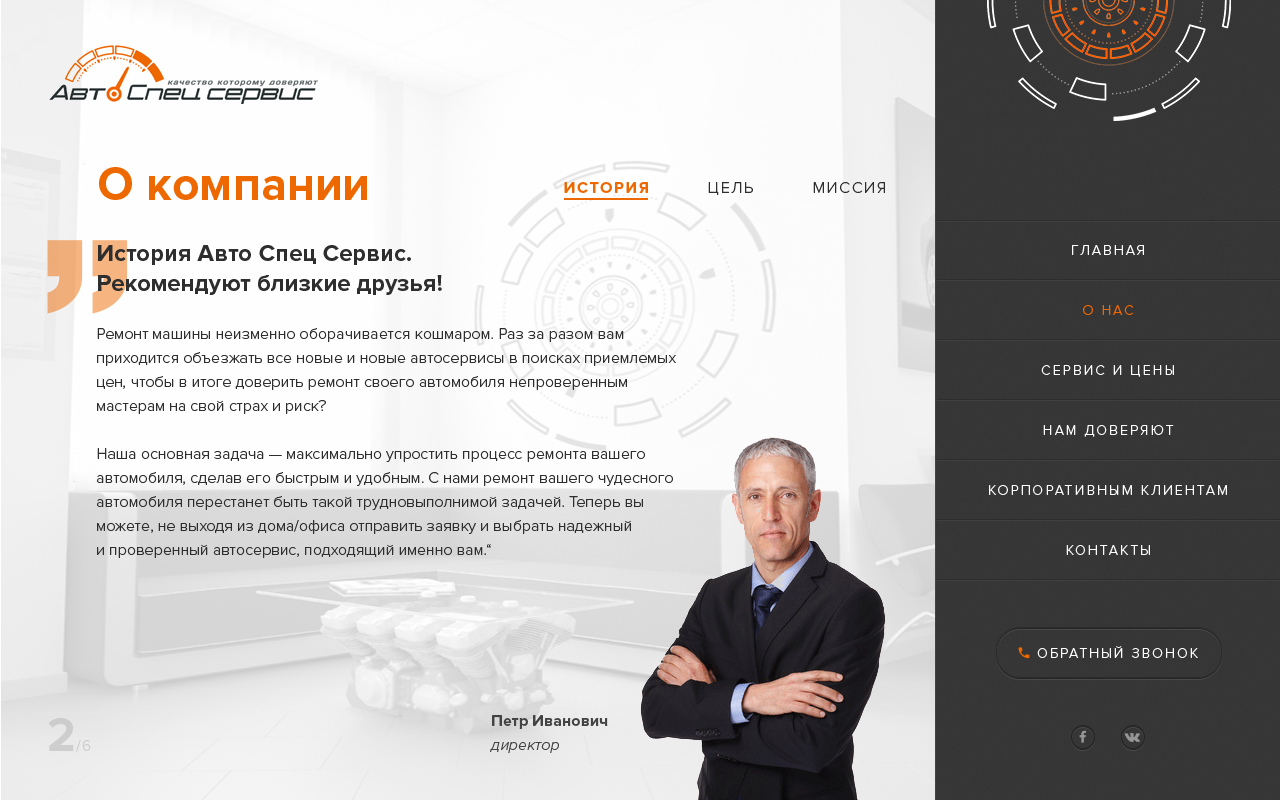 качество которому доверяют
Авто Спец сервис
О компании
ИСТОРИЯ
ЦЕЛЬ
МИССИЯ
История Авто Спец Сервис.
Рекомендуют близкие друзья!
Ремонт машины неизменно оборачивается кошмаром. Раз за разом вам
приходится объезжать все новые и новые автосервисы в поисках приемлемых
цен, чтобы в итоге доверить ремонт своего автомобиля непроверенным
мастерам на свой страх и риск?
Наша основная задача — максимально упростить процесс ремонта вашего
автомобиля, сделав его быстрым и удобным. С нами ремонт вашего чудесного
автомобиля перестанет быть такой трудновыполнимой задачей. Теперь вы
можете, не выходя из дома/офиса отправить заявку и выбрать надежный
и проверенный автосервис, подходящий именно вам.“
Петр Иванович
директор
2/6
ГЛАВНАЯ
О НАС
СЕРВИС И ЦЕНЫ
НАМ ДОВЕРЯЮТ
КОРПОРАТИВНЫМ КЛИЕНТАМ
КОНТАКТЫ
ОБРАТНЫЙ ЗВОНОК